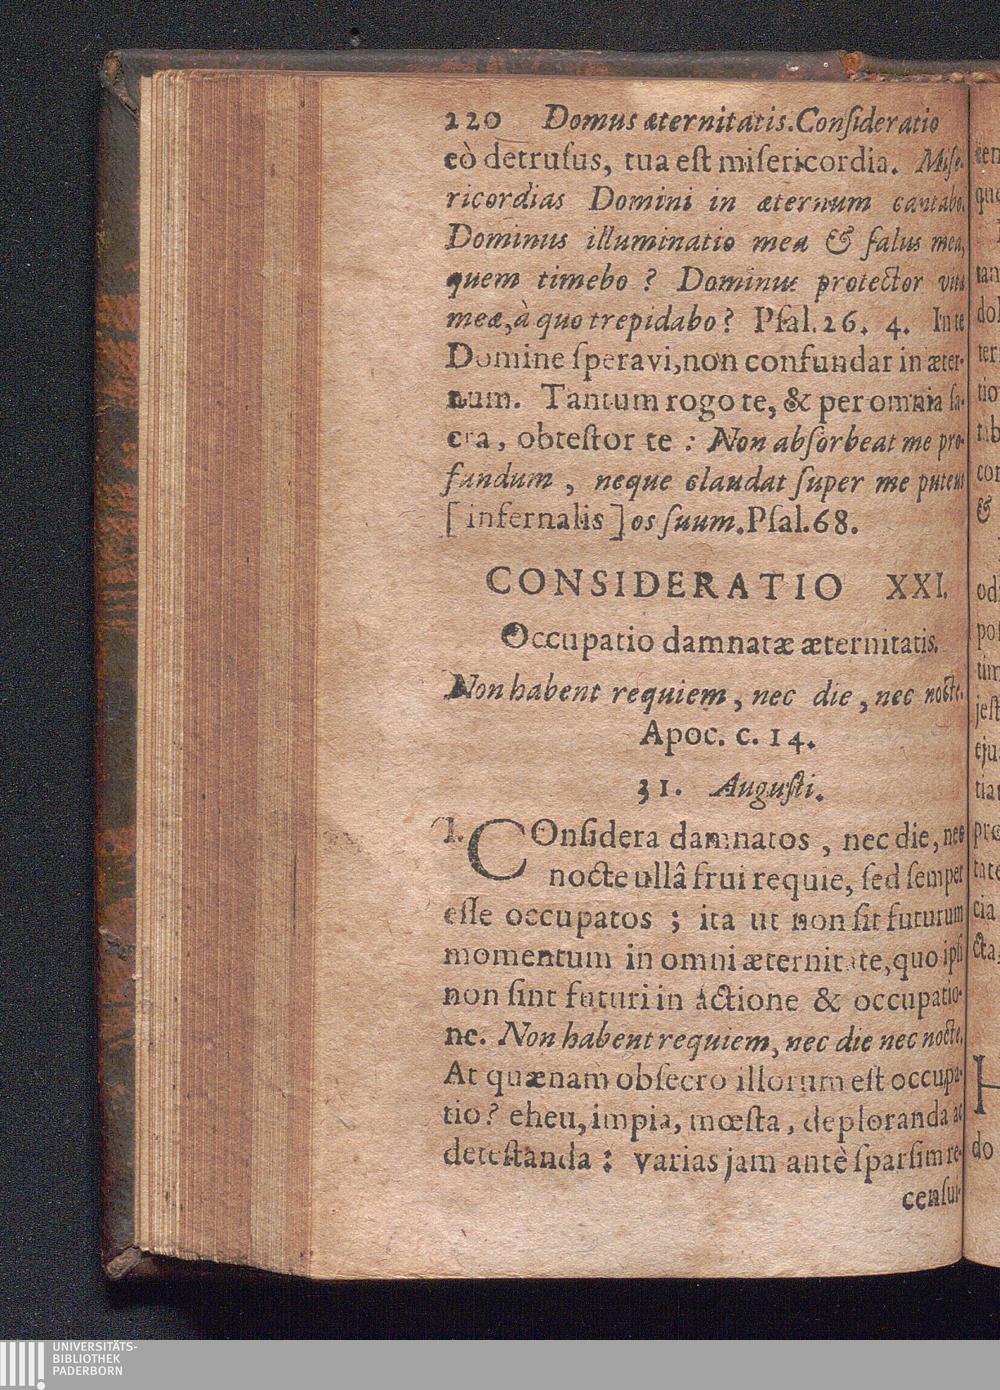 220 Domus æternitatis. Conſideratio
eò detruſus, tua eſt miſericordia. Miſe-
ricordias Domini in æternum cantabo.
Dominus illuminatio mea & ſalus mea,
quem timebo? Dominus protector vitæ
meæ, à quo trepidabo? Pſal. 26. 4. In te
Domine ſperavi, non confundar in æter-
num. Tantum rogo te, & per omnia ſa-
cra, obteſtor te: Non abſorbeat me pro-
fundum, neque claudat ſuper me puteus
[infernalis] os ſuum. Pſal. 68.
CONSIDERATIO XXI.
Occupatio damnatæ æternitatis.
Non habent requiem, nec die, nec nocte.
Apoc. c. 14.
31. Auguſti.
1. COnſidera damnatos, nec die, nec
nocte ullâ frui requie, ſed ſemper
eſſe occupatos; ita ut non ſit futurum
momentum in omni æternitate, quo ipſi
non ſint futuri in actione & occupatio-
ne. Non habent requiem, nec die nec nocte.
At quænam obſecro illorum eſt occupa-
tio? eheu, impia, mœſta, deploranda ac
deteſtanda: varias jam antè ſparſim re-
cenſui-
UNIVERSITÄTS-
BIBLIOTHEK
PADERBORN